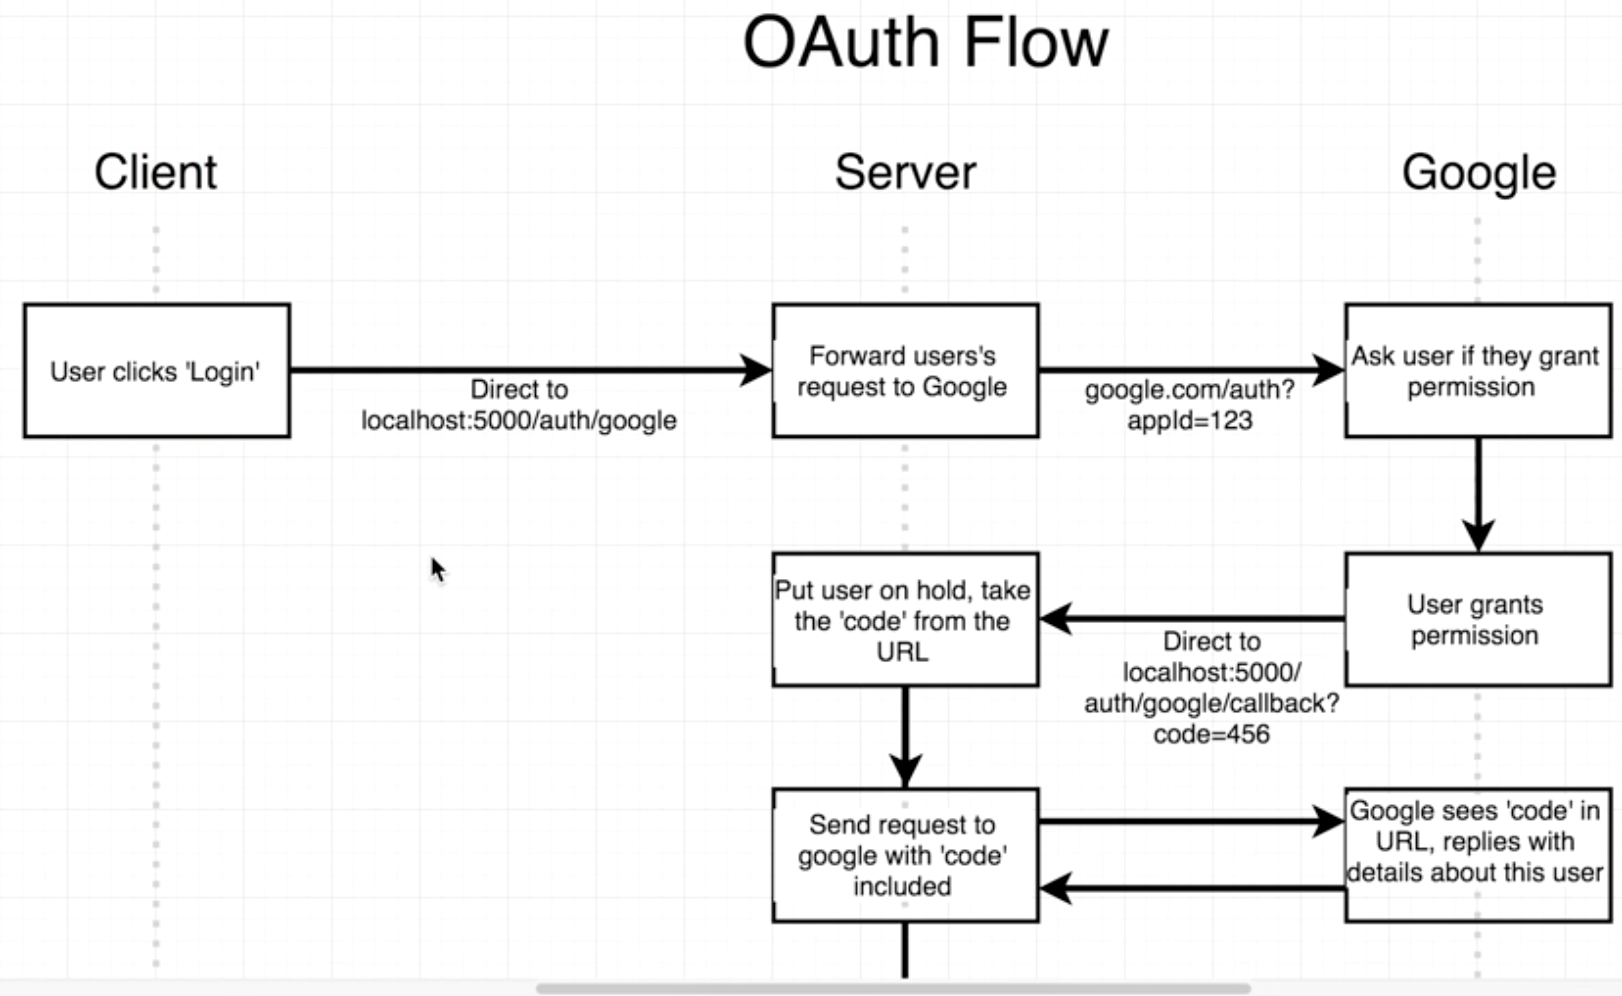 OAuth Flow
Client
Server
Google
User clicks 'Login'
Direct to
localhost:5000/auth/google
Forward users's
request to Google
google.com/auth?
appId=123
Ask user if they grant
permission
User grants
permission
Direct to
localhost:5000/
auth/google/callback?
code=456
Put user on hold, take
the 'code' from the
URL
Send request to
google with 'code'
included
Google sees 'code' in
URL, replies with
details about this user